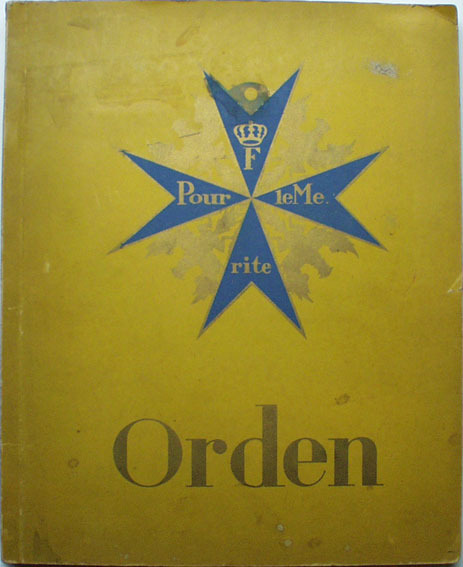 F
Pour leMe.
rite
Orden